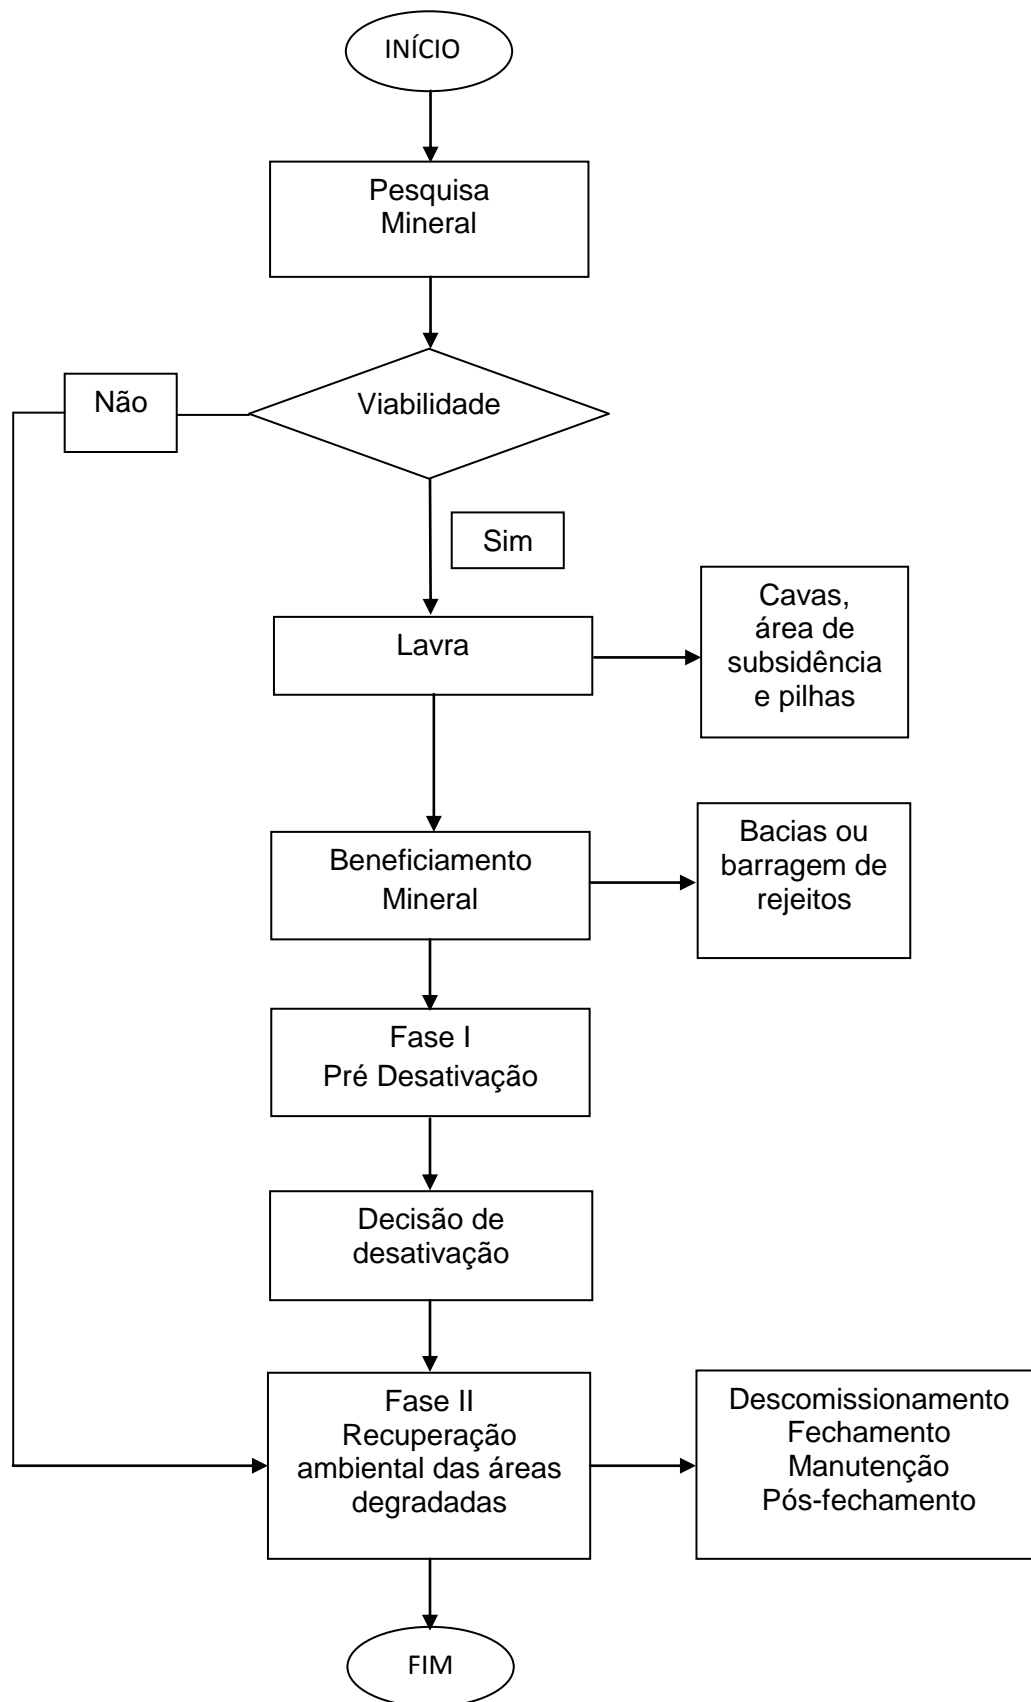 INÍCIO
Pesquisa
Mineral
Viabilidade
Não
Sim
Lavra
Cavas,
área de
subsidência
e pilhas
Beneficiamento
Mineral
Bacias ou
barragem de
rejeitos
Fase I
Pré Desativação
Decisão de
desativação
Fase II
Recuperação
ambiental das áreas
degradadas
Descomissionamento
Fechamento
Manutenção
Pós-fechamento
FIM